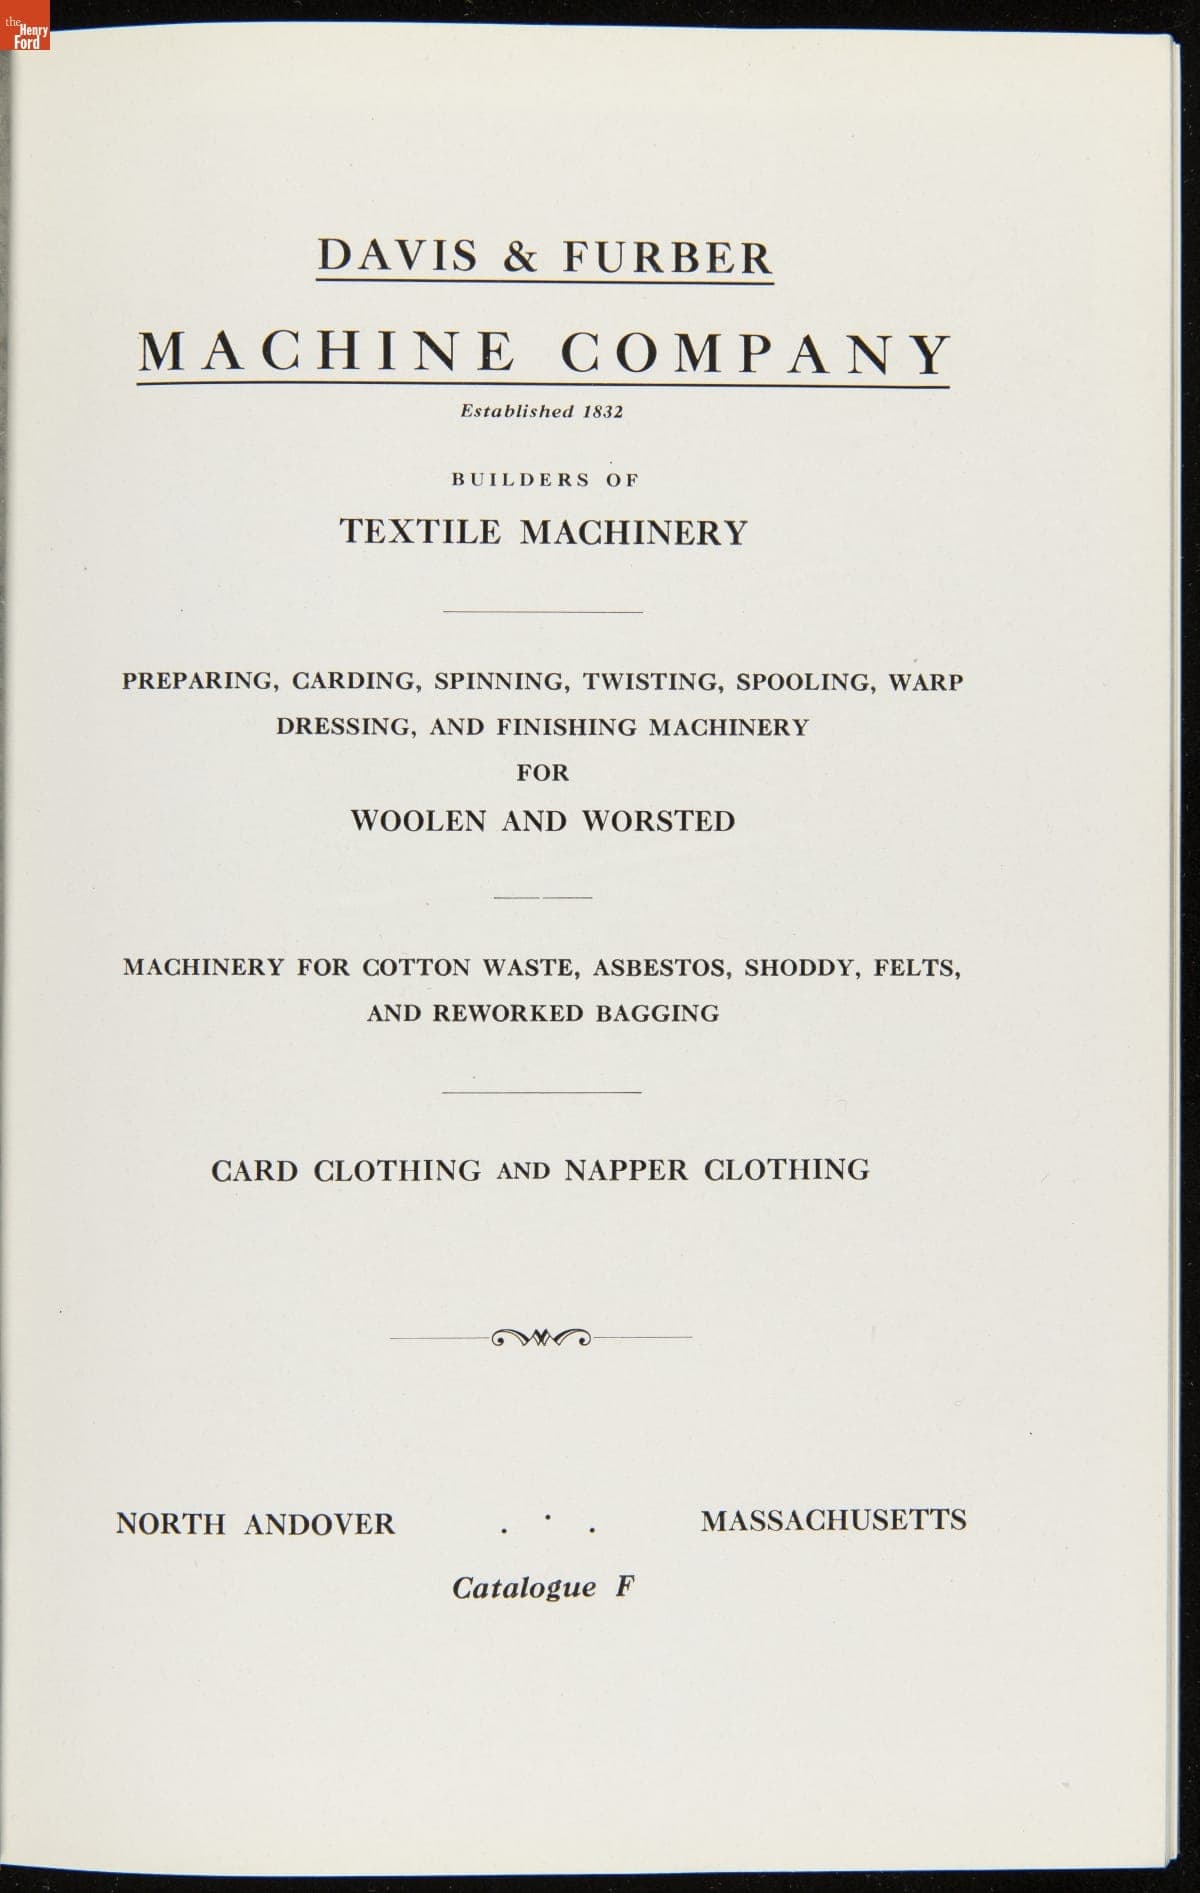 the
Henry
Ford
DAVIS & FURBER
MACHINE COMPANY
Established 1832
BUILDERS OF
TEXTILE MACHINERY
PREPARING, CARDING, SPINNING, TWISTING, SPOOLING, WARP
DRESSING, AND FINISHING MACHINERY
FOR
WOOLEN AND WORSTED
MACHINERY FOR COTTON WASTE, ASBESTOS, SHODDY, FELTS,
AND REWORKED BAGGING
CARD CLOTHING AND NAPPER CLOTHING
NORTH ANDOVER . · . MASSACHUSETTS
Catalogue F